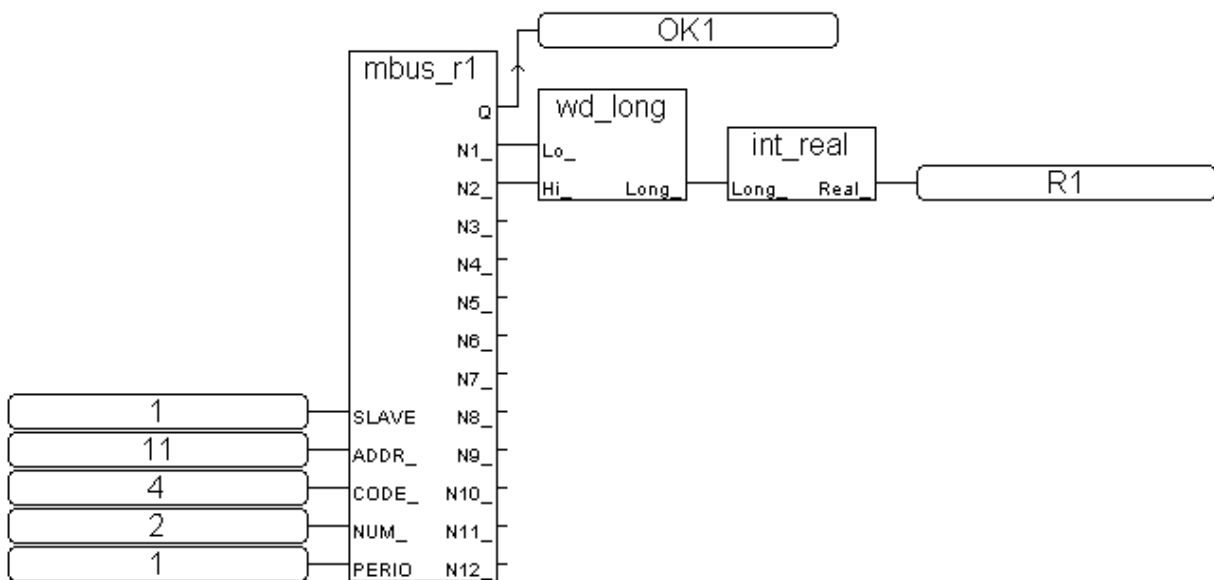 OK1
mbus_r1
Q
wd_long
N1_
Lo_
int_real
N2_
Hi_ Long_
Long_ Real_
R1
N3_
N4_
N5_
N6_
N7_
1
SLAVE N8_
11
ADDR_ N9_
4
CODE_ N10_
2
NUM_ N11_
1
PERIO N12_